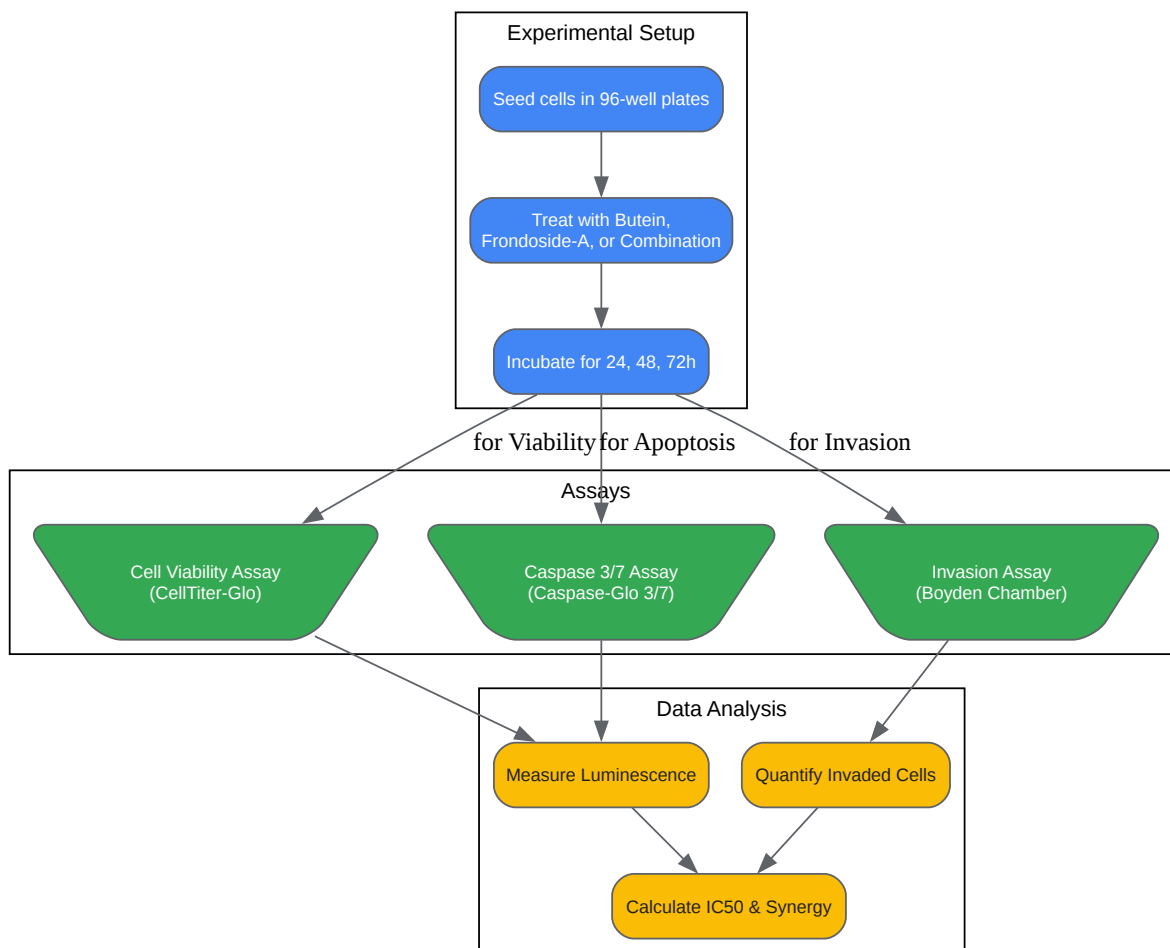 Experimental Setup
Seed cells in 96-well plates
Treat with Butein,
Frondoside-A, or Combination
Incubate for 24, 48, 72h
for Viability
for Apoptosis
for Invasion
Assays
Cell Viability Assay
(CellTiter-Glo)
Caspase 3/7 Assay
(Caspase-Glo 3/7)
Invasion Assay
(Boyden Chamber)
Data Analysis
Measure Luminescence
Quantify Invaded Cells
Calculate IC50 & Synergy